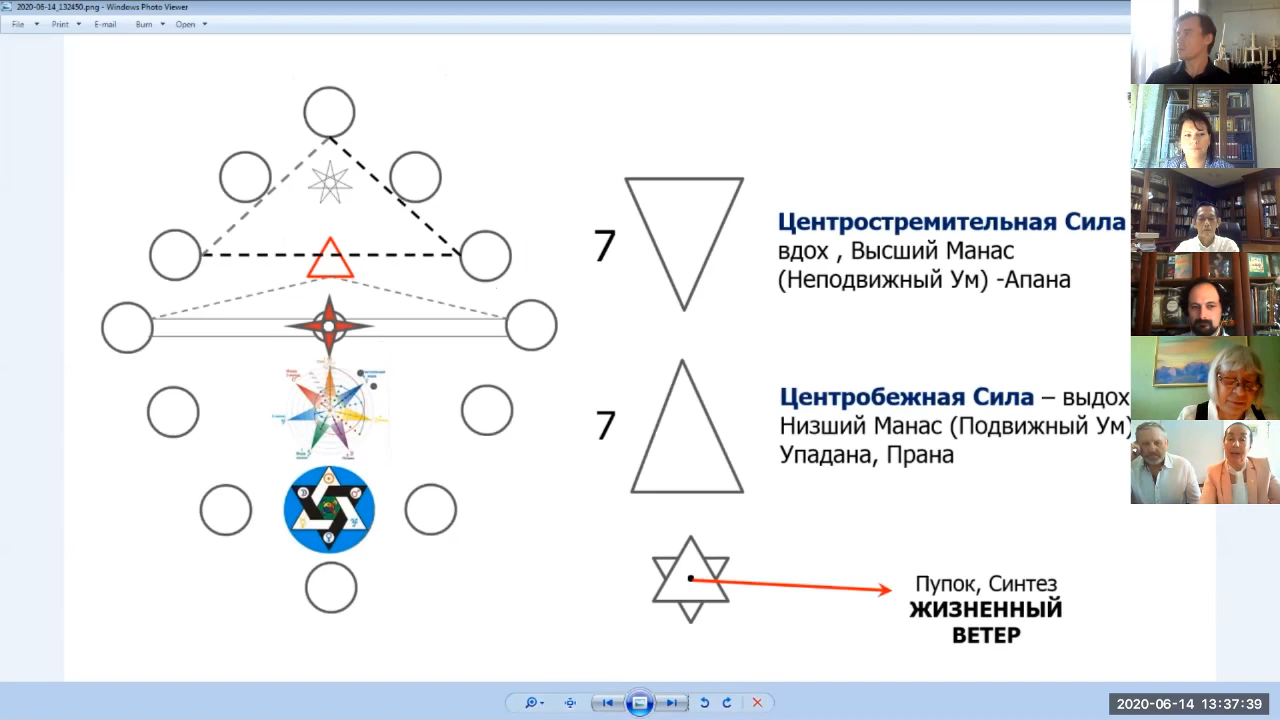 2020-06-14_132450.png - Windows Photo Viewer
File Print E-mail Burn Open
7
Центростремительная Сила
вдох , Высший Манас
(Неподвижный Ум) -Апана
7
Центробежная Сила – выдох
Низший Манас (Подвижный Ум)
Упадана, Прана
Пупок, Синтез
ЖИЗНЕННЫЙ
ВЕТЕР
2020-06-14 13:37:39